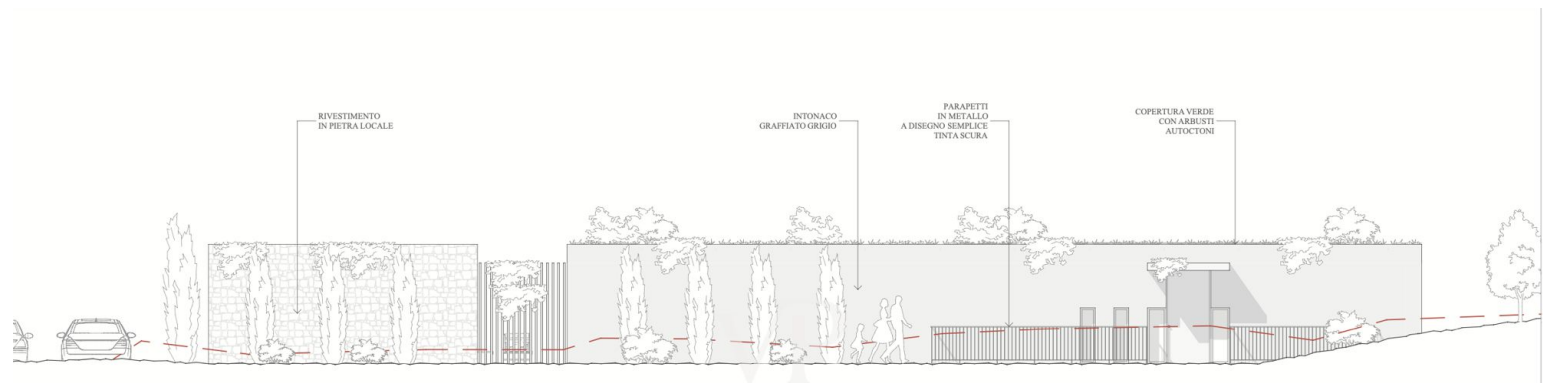 RIVESTIMENTO
IN PIETRA LOCALE
INTONACO
GRAFFIATO GRIGIO
PARAPETTI
IN METALLO
A DISEGNO SEMPLICE
TINTA SCURA
COPERTURA VERDE
CON ARBUSTI
AUTOCTONI